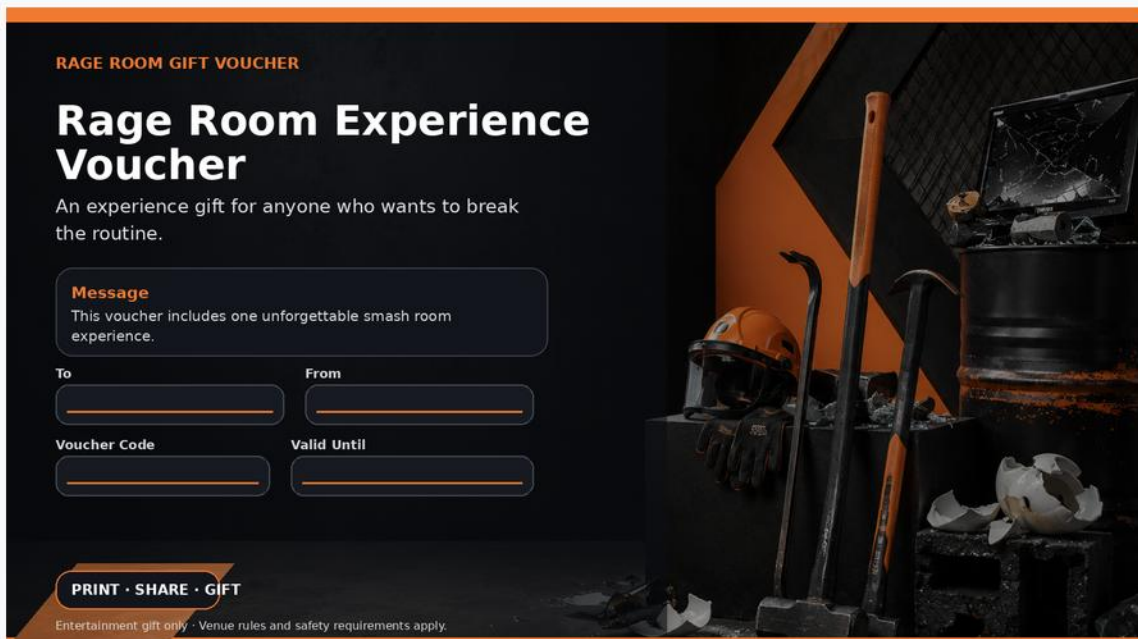 RAGE ROOM GIFT VOUCHER
Rage Room Experience
Voucher
An experience gift for anyone who wants to break
the routine.
Message
This voucher includes one unforgettable smash room
experience.
To
From
Voucher Code
Valid Until
PRINT · SHARE · GIFT
Entertainment gift only · Venue rules and safety requirements apply.